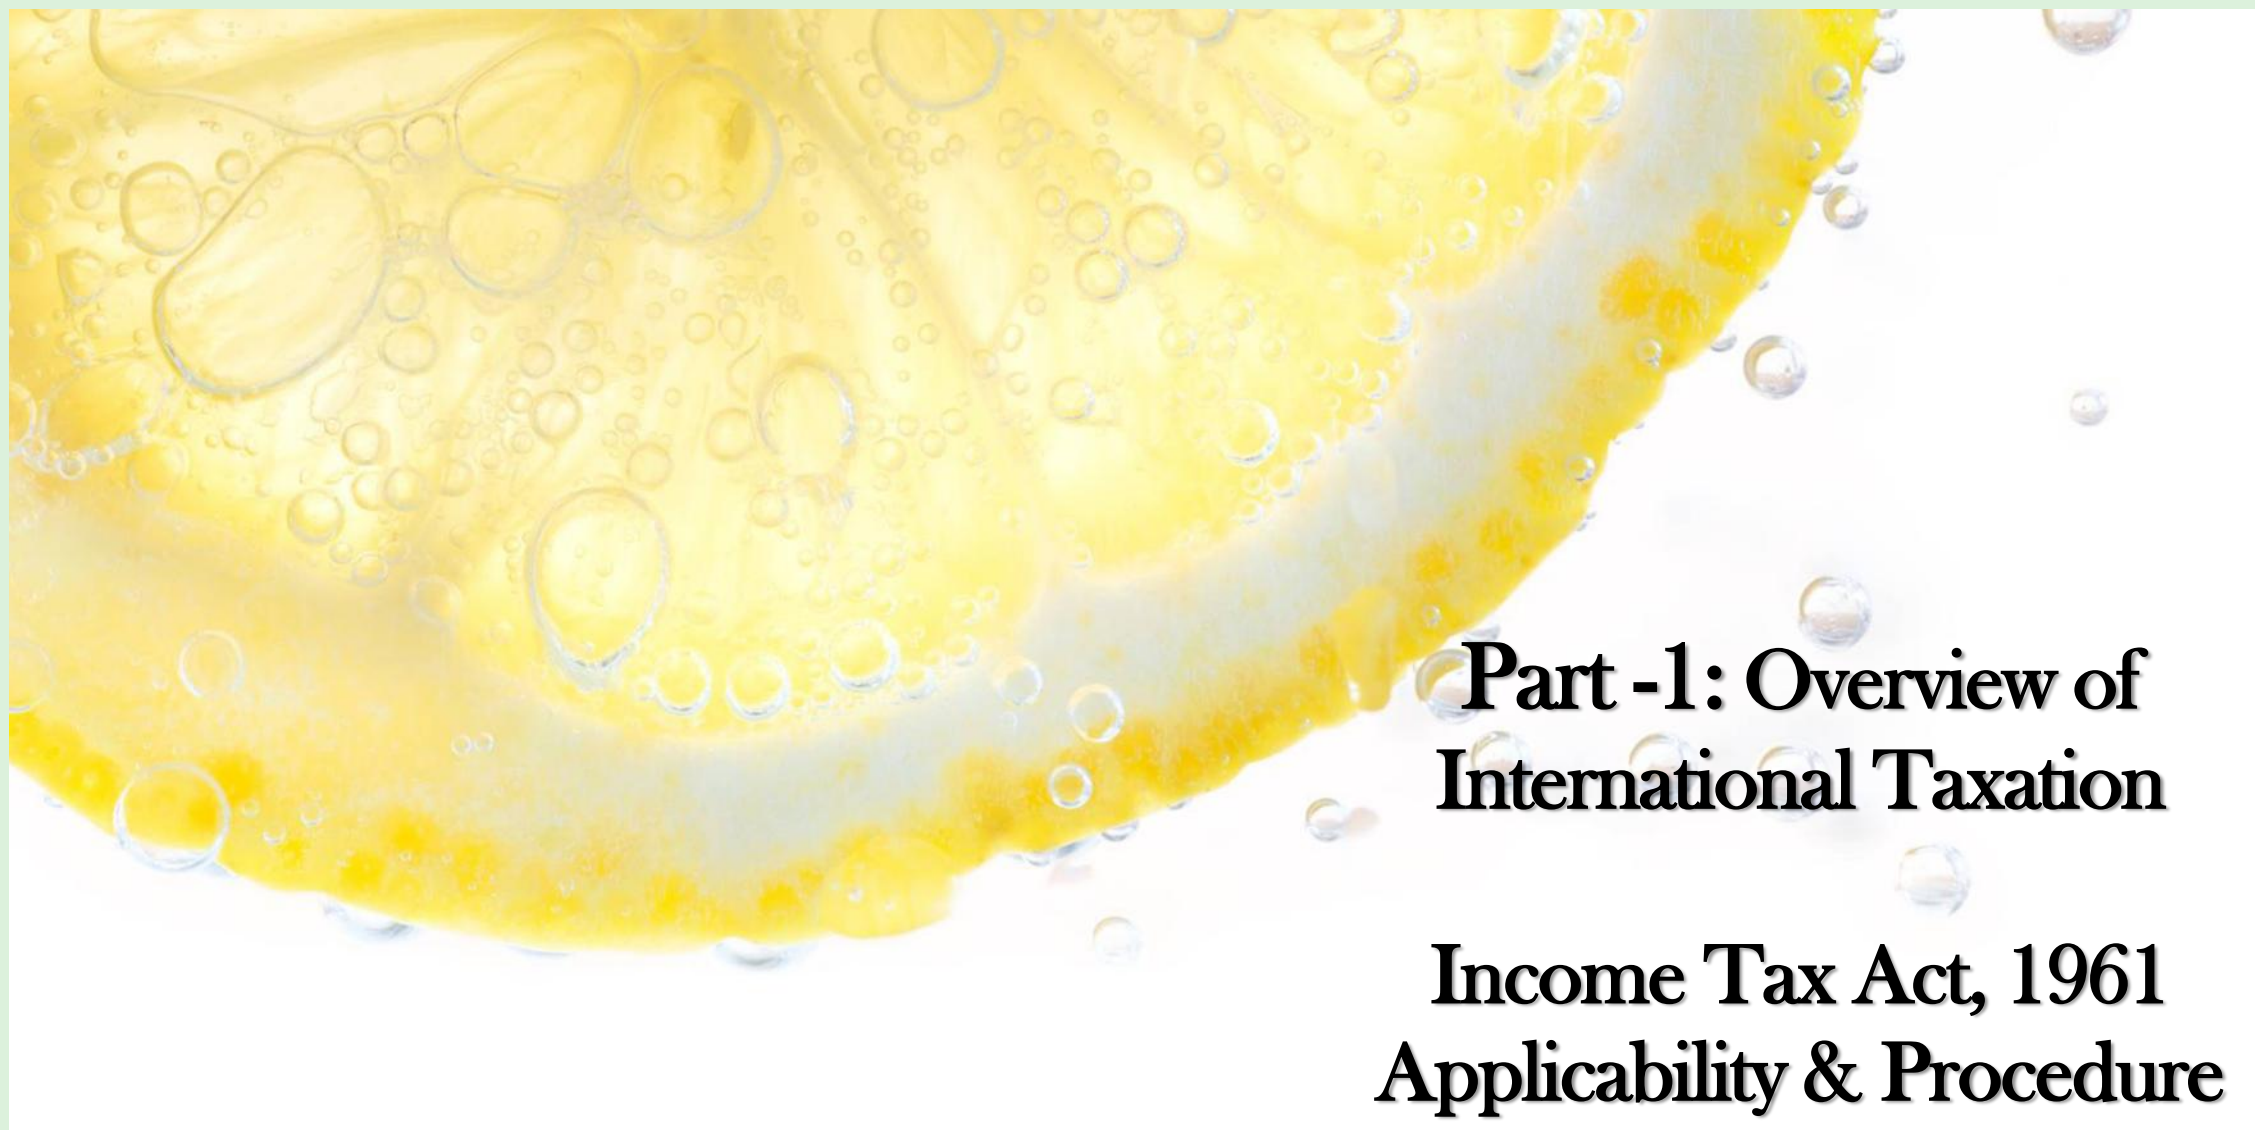 Part -1: Overview of
International Taxation
Income Tax Act, 1961
Applicability & Procedure